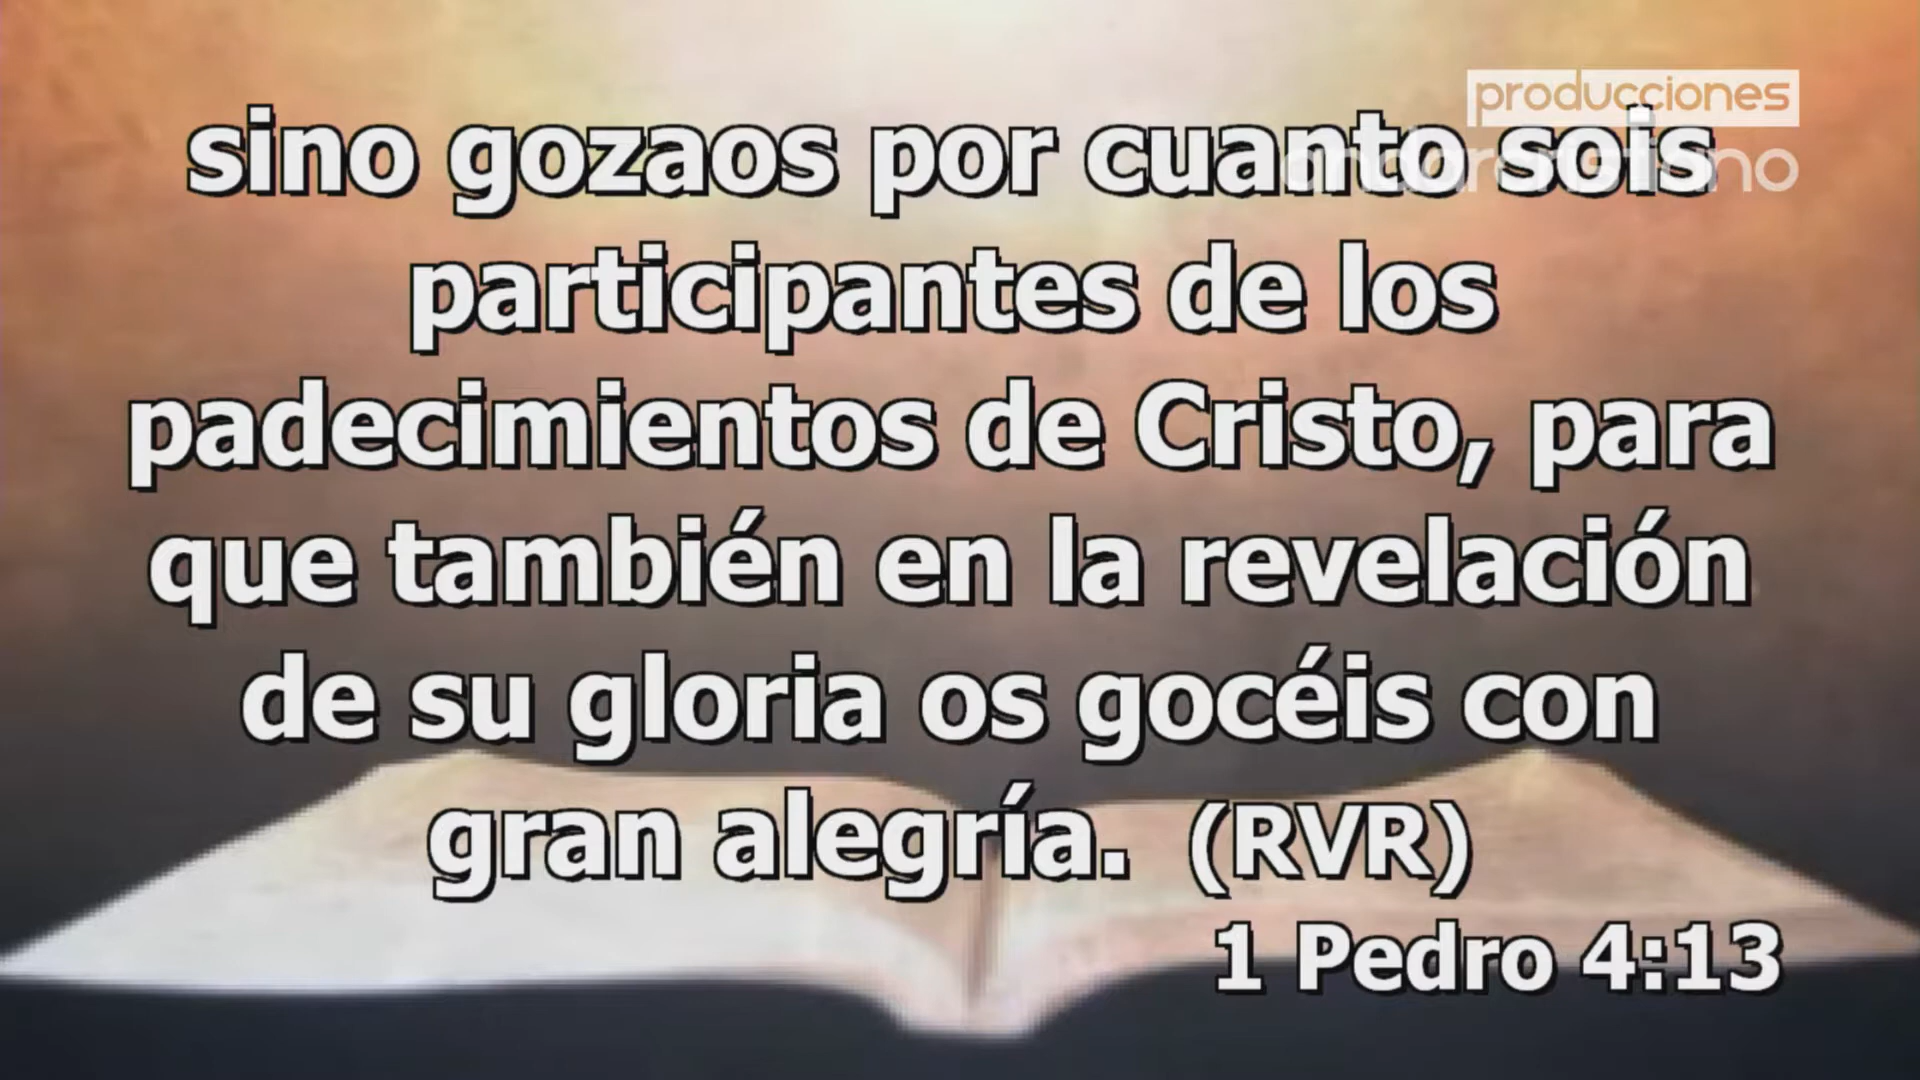 producciones
sino gozaos por cuanto sois
participantes de los
padecimientos de Cristo, para
que también en la revelación
de su gloria os gocéis con
gran alegría. (RVR)
1 Pedro 4:13